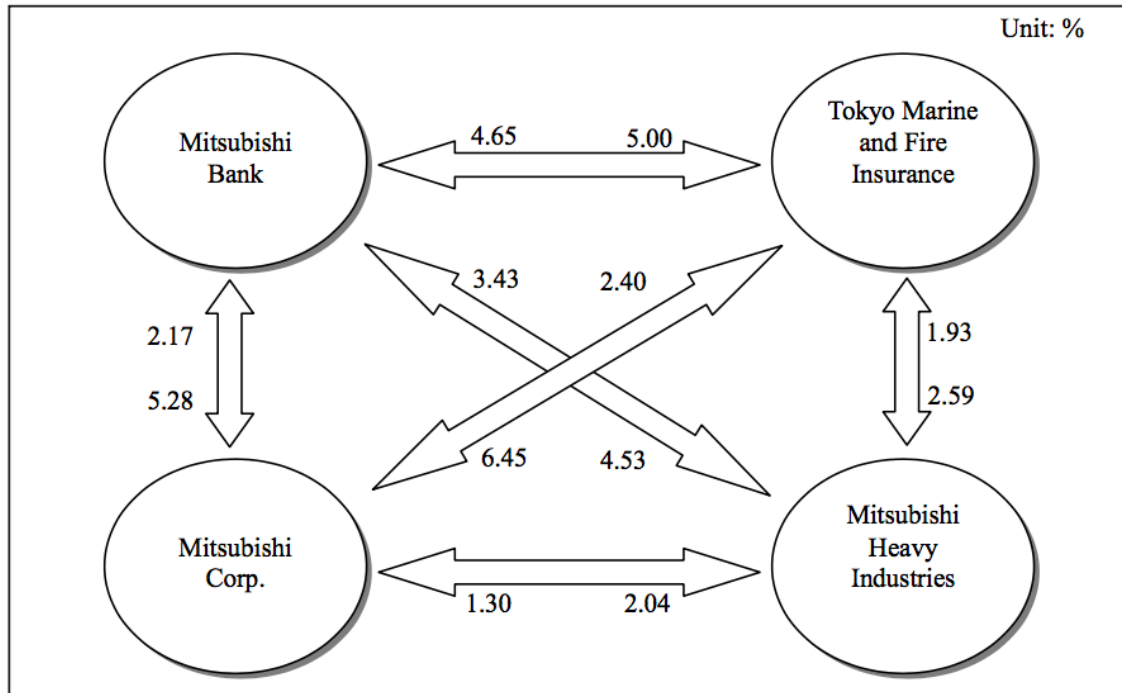 Unit: %
Mitsubishi
Bank
Tokyo Marine
and Fire
Insurance
4.65
5.00
3.43
2.40
2.17
5.28
1.93
2.59
6.45
4.53
Mitsubishi
Corp.
Mitsubishi
Heavy
Industries
1.30
2.04